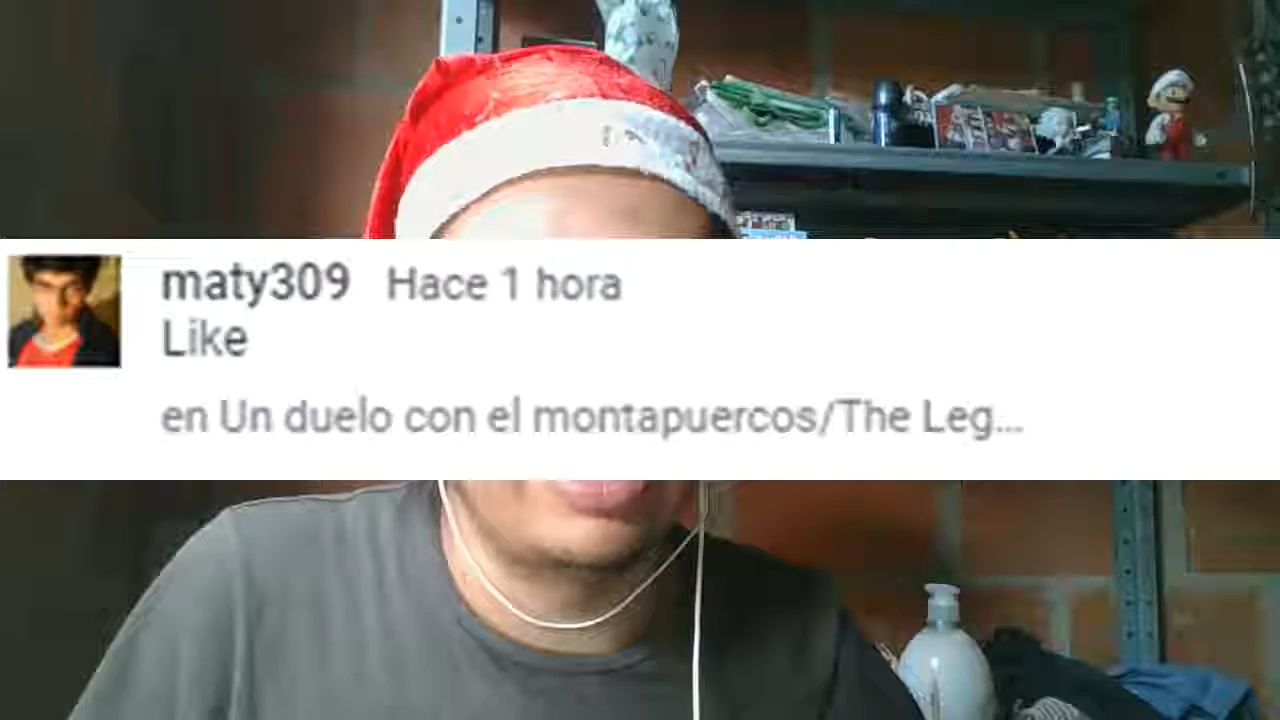 maty309 Hace 1 hora
Like
en Un duelo con el montapuercos/The Leg...